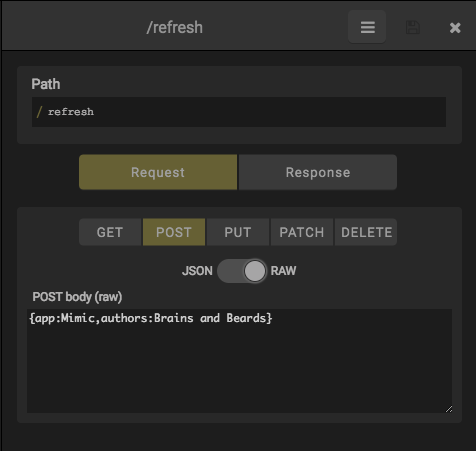 /refresh
Path
/ refresh
Request Response
GET POST PUT PATCH DELETE
JSON RAW
POST body (raw)
{app:Mimic,authors:Brains and Beards}